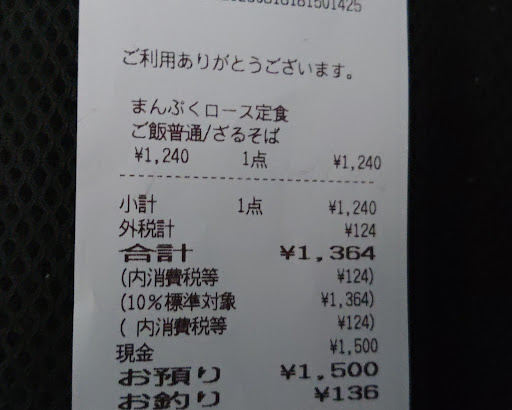 ご利用ありがとうございます。
まんぷくロース定食
ご飯普通/ざるそば
¥1,240 1点 ¥1,240
小計 1点 ¥1,240
外税計 ¥124
合計 ¥1,364
(内消費税等 ¥124)
(10%標準対象 ¥1,364)
( 内消費税等 ¥124)
現金 ¥1,500
お預り ¥1,500
お釣り ¥136